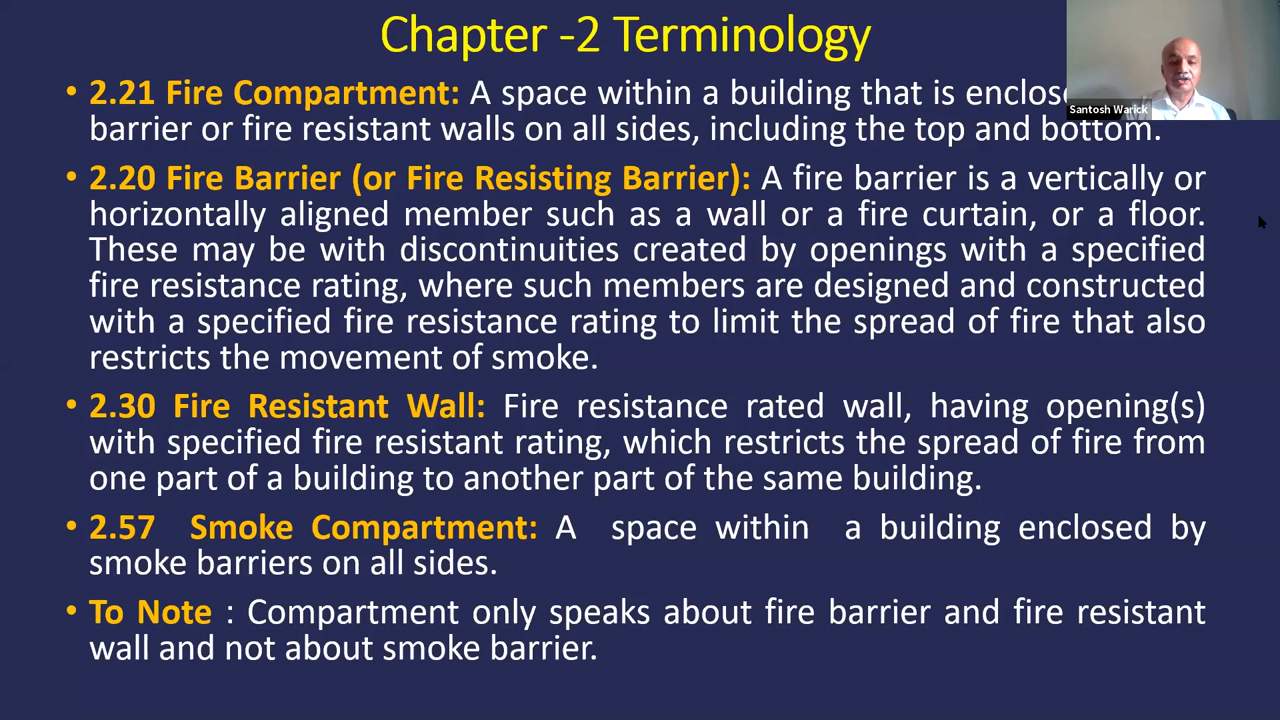 Chapter -2 Terminology
Santosh Warick
• 2.21 Fire Compartment: A space within a building that is
barrier or fire resistant walls on all sides, including the top and bottom.
• 2.20 Fire Barrier (or Fire Resisting Barrier): A fire barrier is a vertically or
horizontally aligned member such as a wall or a fire curtain, or a floor.
These may be with discontinuities created by openings with a specified
fire resistance rating, where such members are designed and constructed
with a specified fire resistance rating to limit the spread of fire that also
restricts the movement of smoke.
• 2.30 Fire Resistant Wall: Fire resistance rated wall, having opening(s)
with specified fire resistant rating, which restricts the spread of fire from
one part of a building to another part of the same building.
• 2.57 Smoke Compartment: A space within a building enclosed by
smoke barriers on all sides.
• To Note : Compartment only speaks about fire barrier and fire resistant
wall and not about smoke barrier.